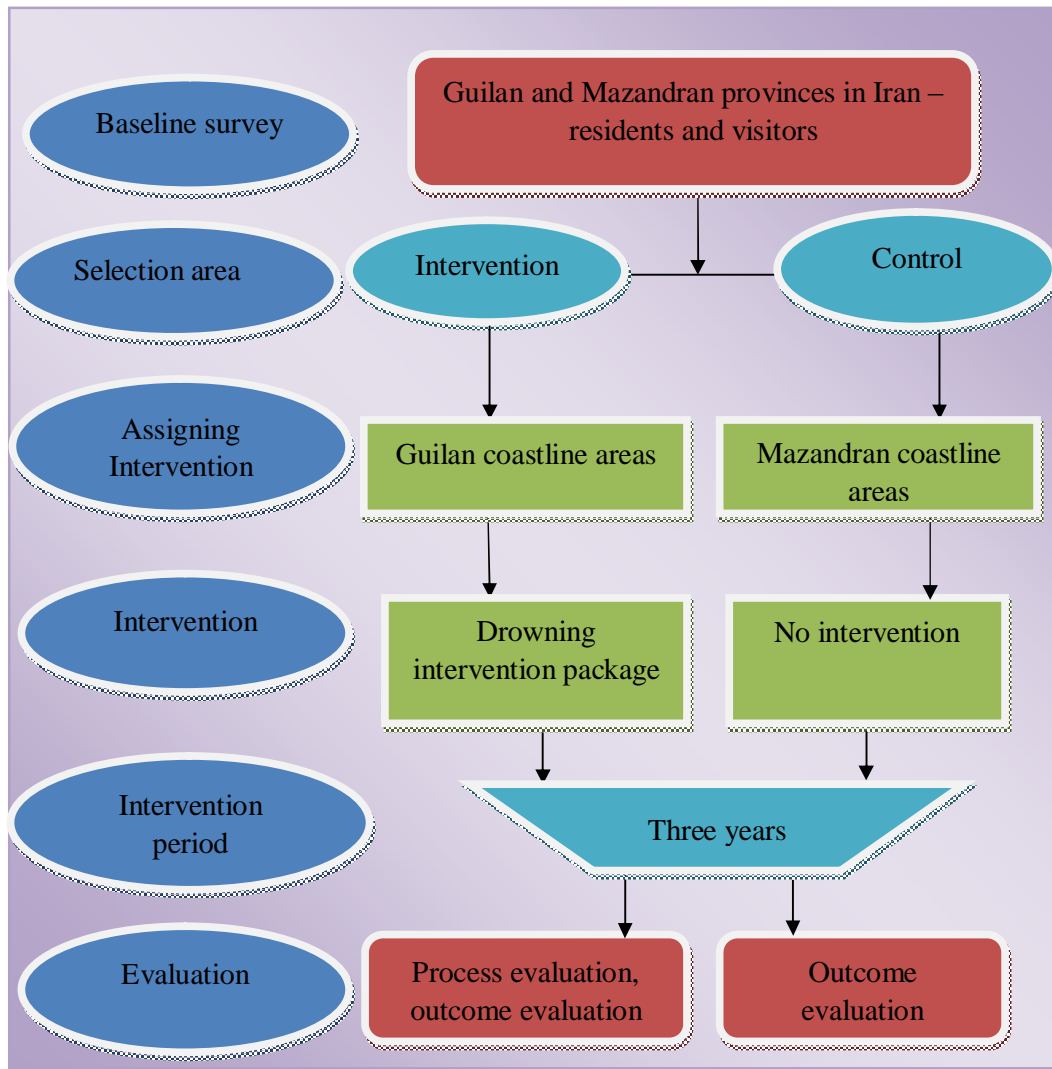 Baseline survey
Guilan and Mazandran provinces in Iran –
residents and visitors
Selection area
Intervention
Control
Assigning
Intervention
Guilan coastline areas
Mazandran coastline
areas
Intervention
Drowning
intervention package
No intervention
Intervention
period
Three years
Evaluation
Process evaluation,
outcome evaluation
Outcome
evaluation